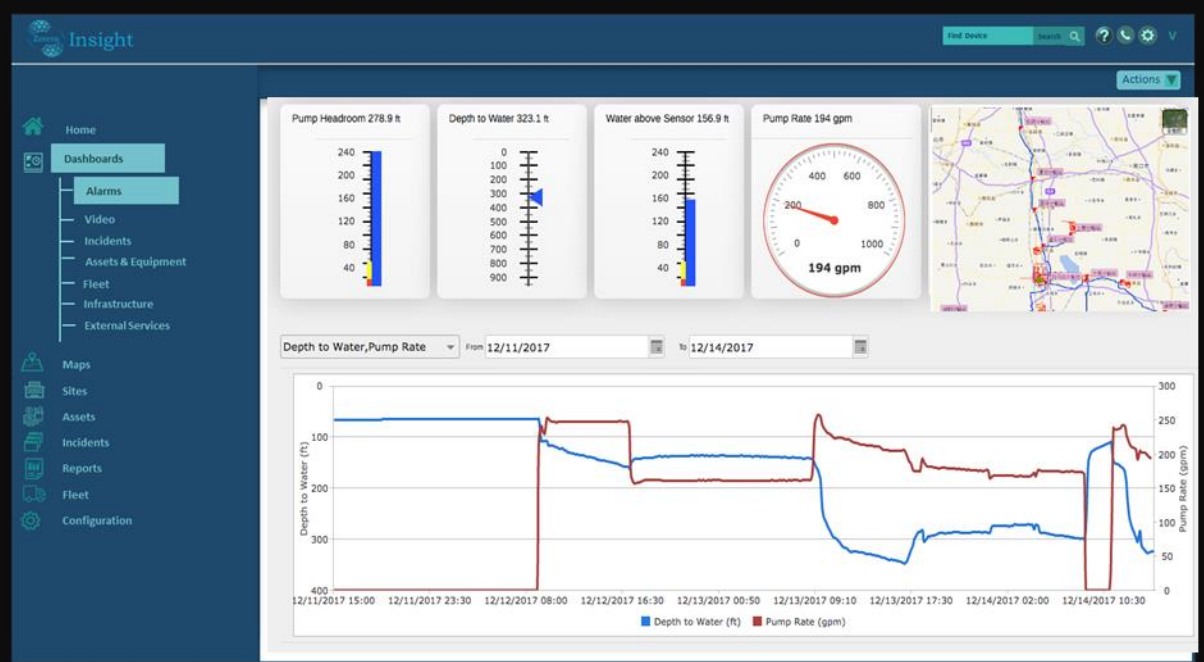 Insight
Find Device
Search
V
Actions
Home
Dashboards
Alarms
Video
Incidents
Assets & Equipment
Fleet
Infrastructure
External Services
Maps
Sites
Assets
Incidents
Reports
Fleet
Configuration
Pump Headroom 278.9 ft
240
200
160
120
80
40
Depth to Water 323.1 ft
0
100
200
300
400
500
600
700
800
900
Water above Sensor 156.9 ft
240
200
160
120
80
40
Pump Rate 194 gpm
400 600
200 800
0 1000
194 gpm
Depth to Water,Pump Rate
From 12/11/2017
To 12/14/2017
0
100
200
300
400
Depth to Water (ft)
300
250
200
150
100
50
0
Pump Rate (gpm)
12/11/2017 15:00 12/11/2017 23:30 12/12/2017 08:00 12/12/2017 16:30 12/13/2017 00:50 12/13/2017 09:10 12/13/2017 17:30 12/14/2017 02:00 12/14/2017 10:30
Depth to Water (ft) Pump Rate (gpm)